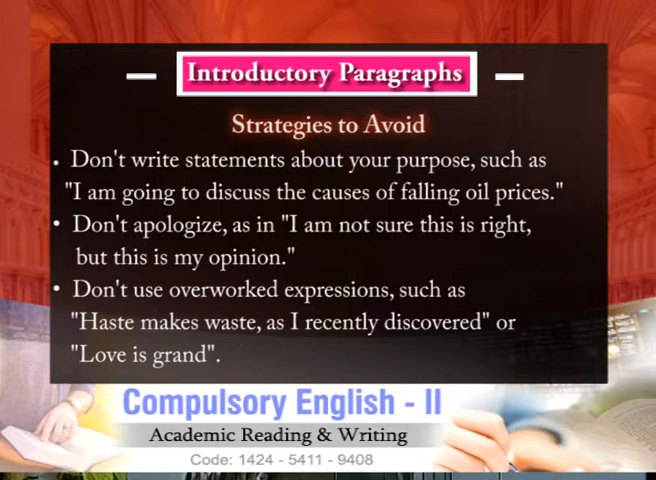 Introductory Paragraphs
Strategies to Avoid
• Don't write statements about your purpose, such as
"I am going to discuss the causes of falling oil prices."
• Don't apologize, as in "I am not sure this is right,
but this is my opinion."
• Don't use overworked expressions, such as
"Haste makes waste, as I recently discovered" or
"Love is grand".
Compulsory English - II
Academic Reading & Writing
Code: 1424 - 5411 - 9408